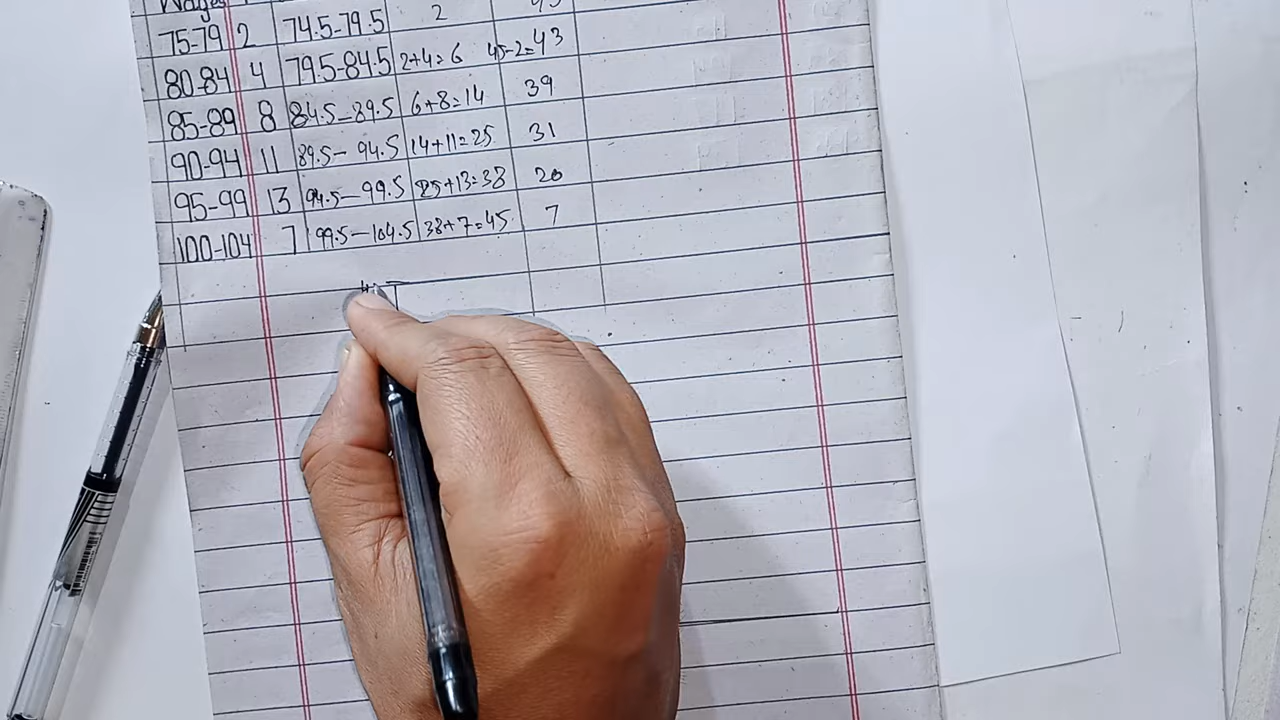 Wages
75-79 2 74.5-79.5 2 45
80-84 4 79.5-84.5 2+4=6 45-2=43
85-89 8 84.5-89.5 6+8=14 39
90-94 11 89.5-94.5 14+11=25 31
95-99 13 94.5-99.5 25+13=38 20
100-104 7 99.5-104.5 38+7=45 7